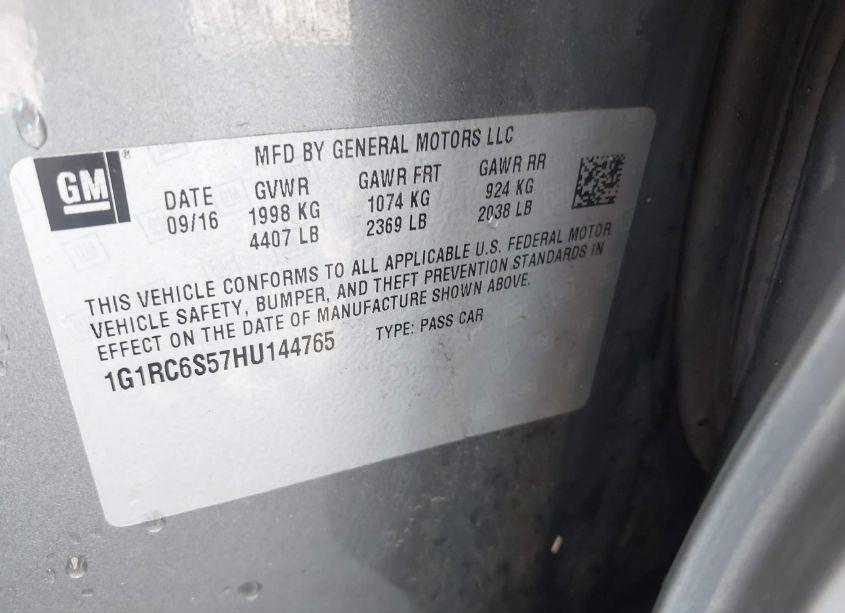 GM®
MFD BY GENERAL MOTORS LLC
DATE GVWR GAWR FRT GAWR RR
09/16 1998 KG 1074 KG 924 KG
4407 LB 2369 LB 2038 LB
THIS VEHICLE CONFORMS TO ALL APPLICABLE U.S. FEDERAL MOTOR
VEHICLE SAFETY, BUMPER, AND THEFT PREVENTION STANDARDS IN
EFFECT ON THE DATE OF MANUFACTURE SHOWN ABOVE.
1G1RC6S57HU144765 TYPE: PASS CAR